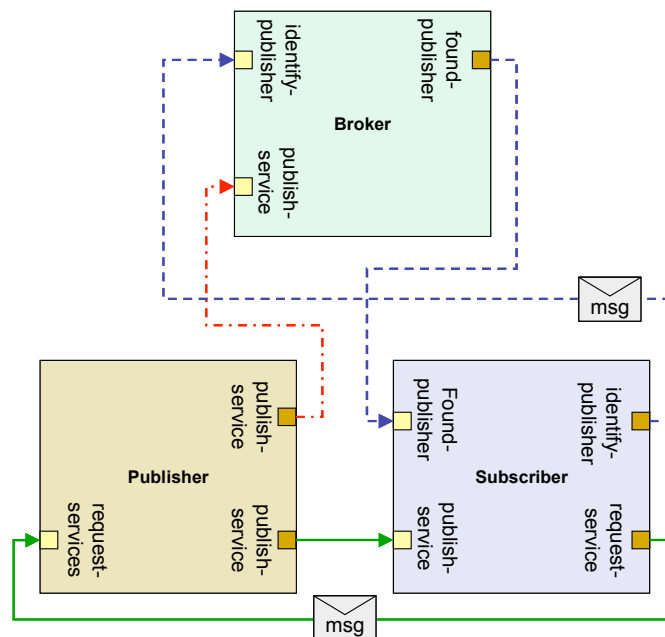 identify-
publisher
found-
publisher
Broker
publish-
service
msg
publish-
service
Found-
publisher
identify-
publisher
Publisher
Subscriber
request-
services
publish-
service
publish-
service
request-
service
msg